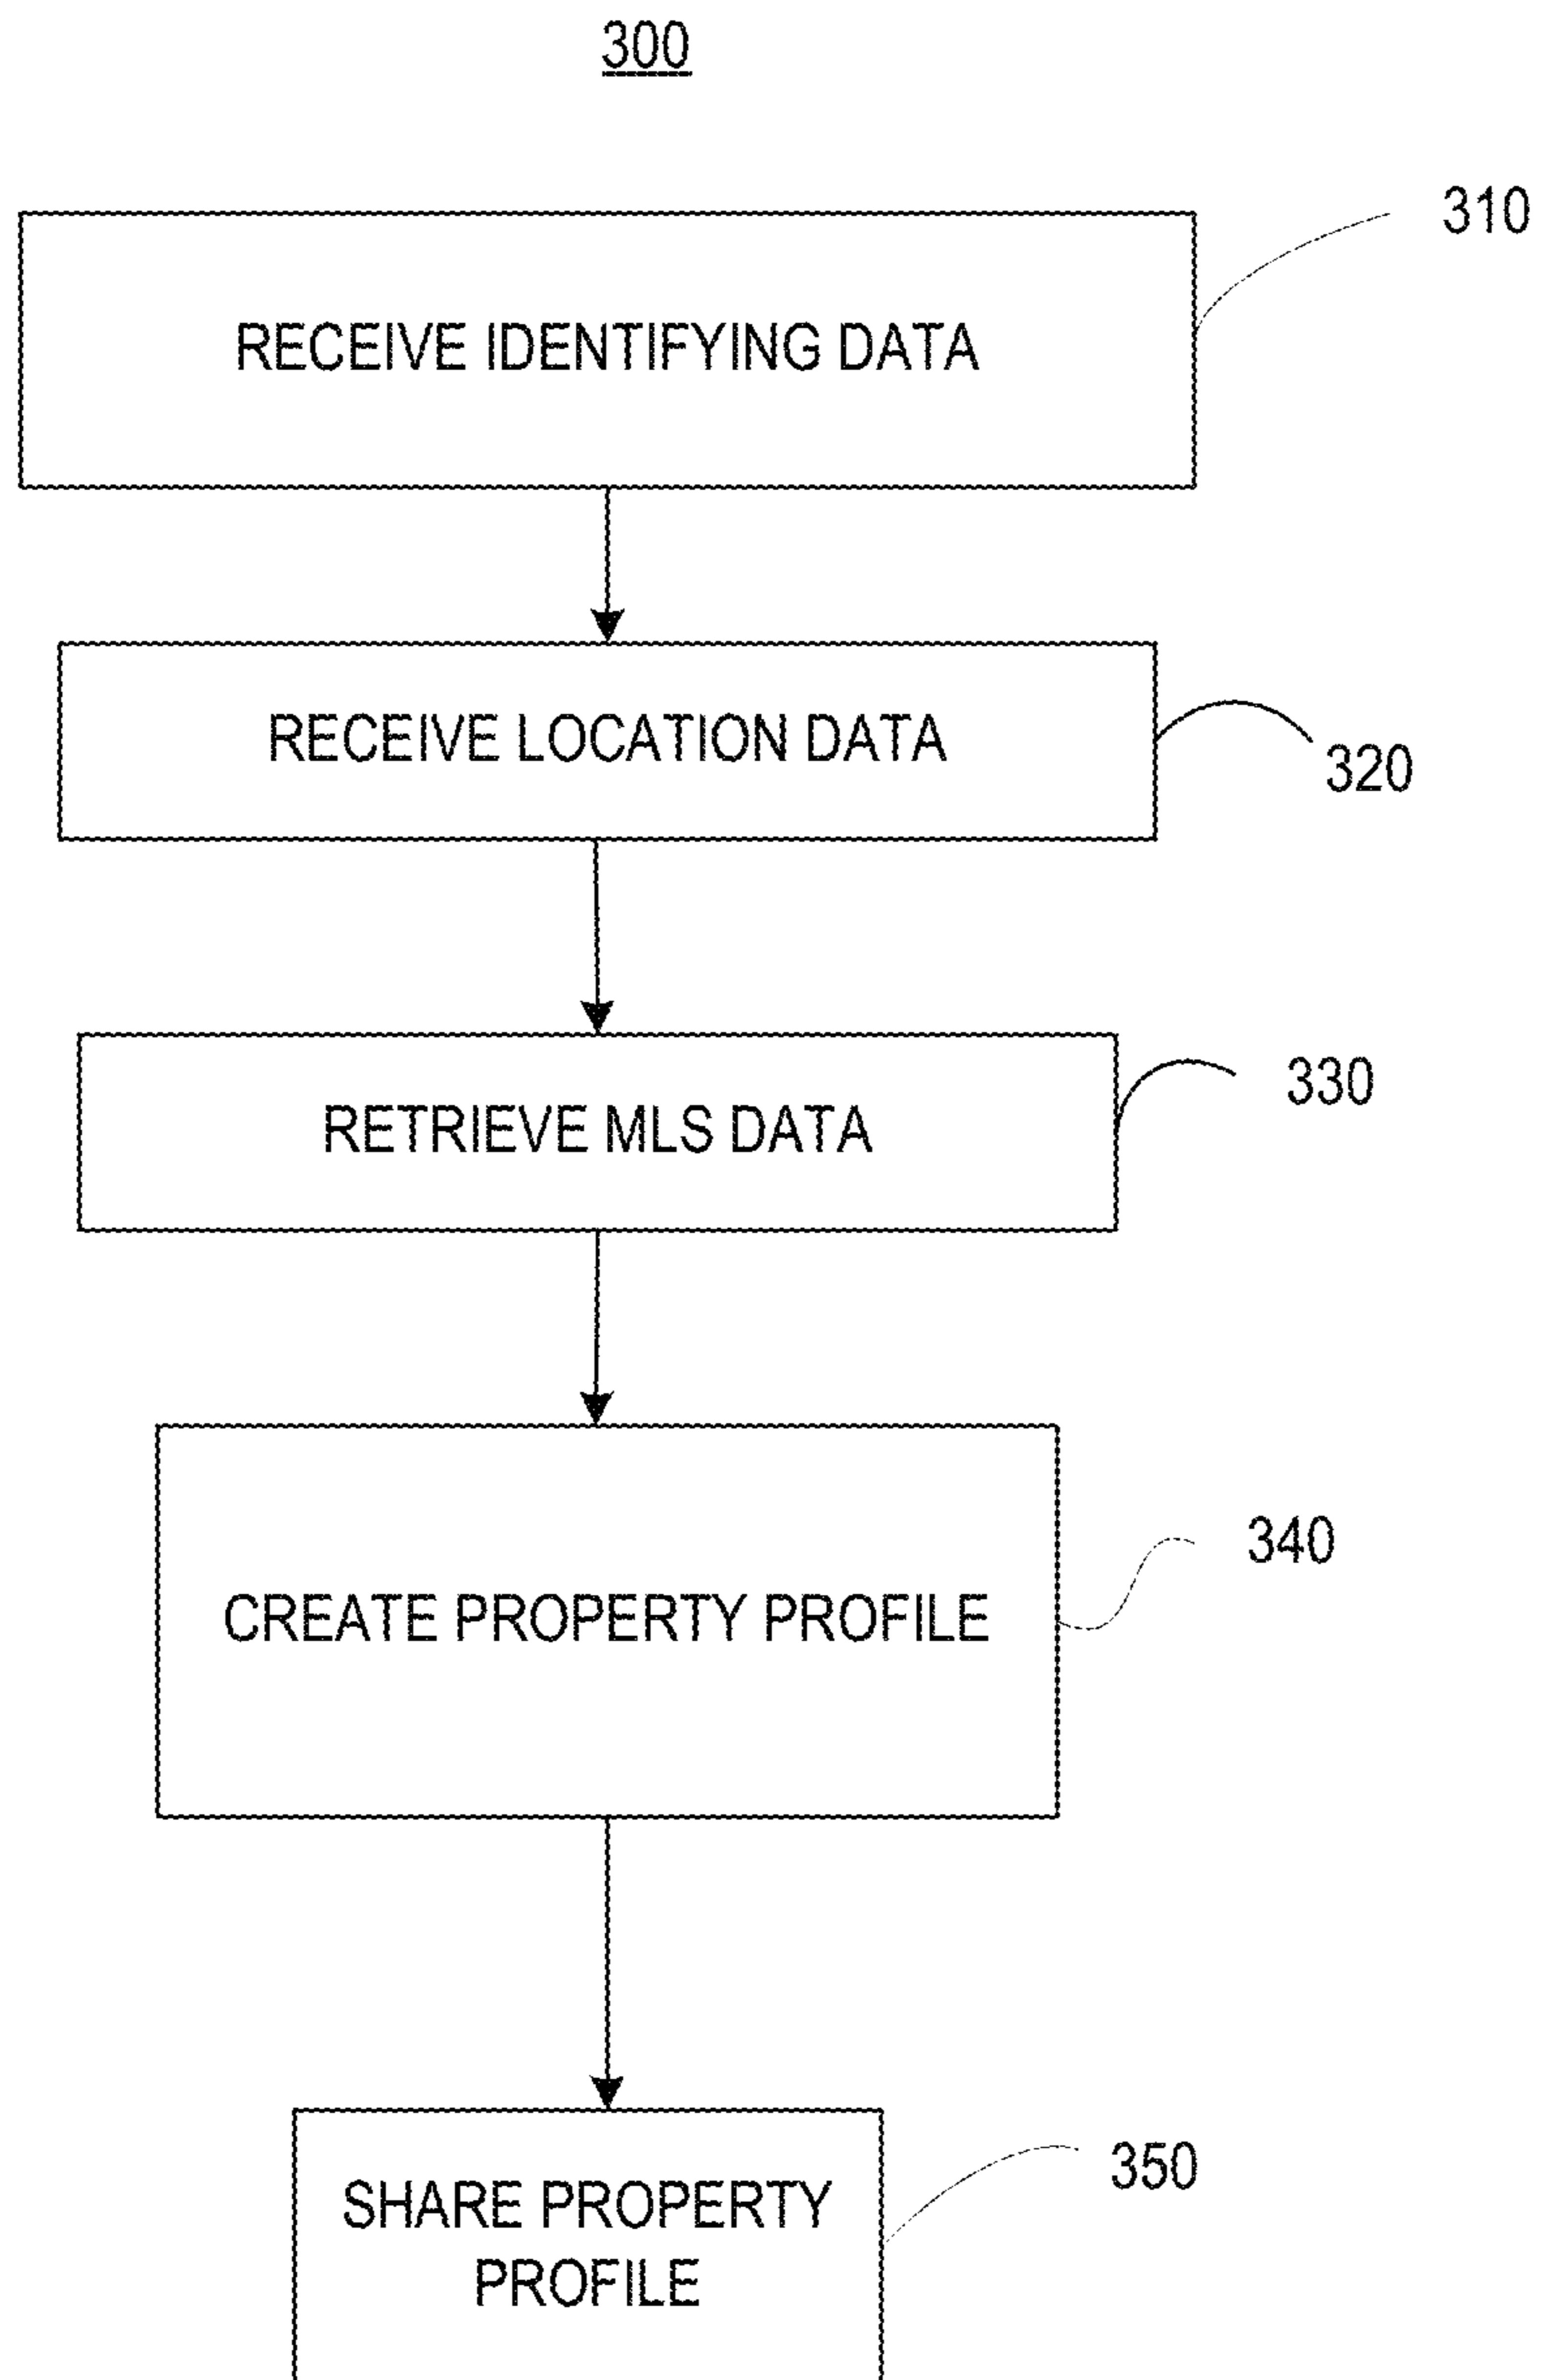 300
310
RECEIVE IDENTIFYING DATA
RECEIVE LOCATION DATA
320
330
RETRIEVE MLS DATA
340
CREATE PROPERTY PROFILE
350
SHARE PROPERTY
PROFILE